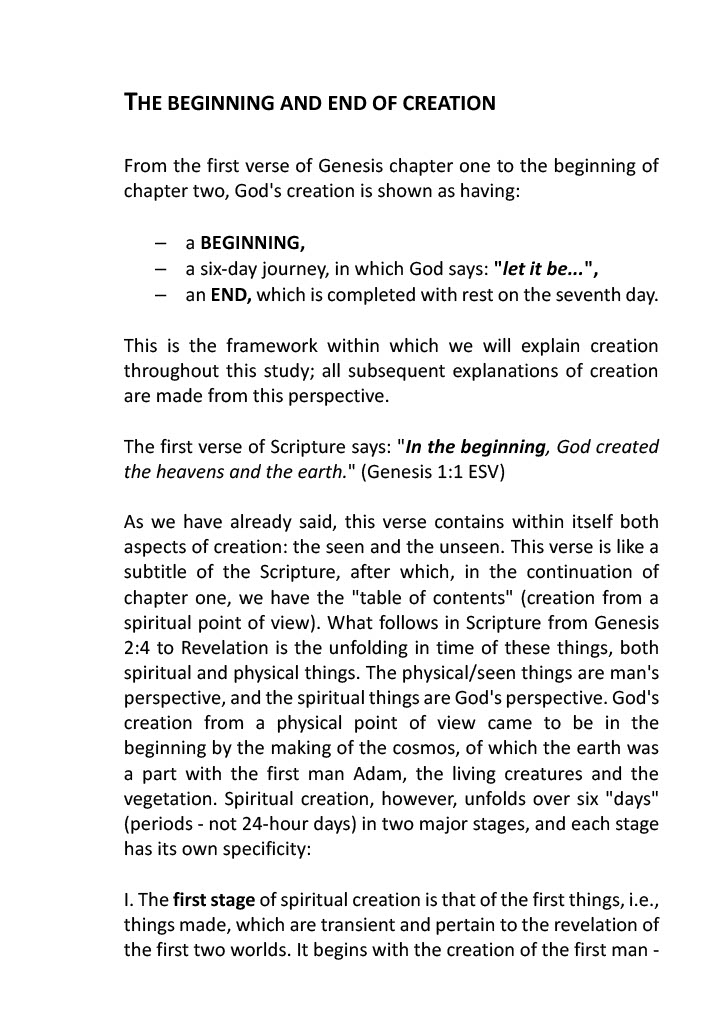 THE BEGINNING AND END OF CREATION
From the first verse of Genesis chapter one to the beginning of
chapter two, God's creation is shown as having:
– a BEGINNING,
– a six-day journey, in which God says: "let it be...",
– an END, which is completed with rest on the seventh day.
This is the framework within which we will explain creation
throughout this study; all subsequent explanations of creation
are made from this perspective.
The first verse of Scripture says: "In the beginning, God created
the heavens and the earth." (Genesis 1:1 ESV)
As we have already said, this verse contains within itself both
aspects of creation: the seen and the unseen. This verse is like a
subtitle of the Scripture, after which, in the continuation of
chapter one, we have the "table of contents" (creation from a
spiritual point of view). What follows in Scripture from Genesis
2:4 to Revelation is the unfolding in time of these things, both
spiritual and physical things. The physical/seen things are man's
perspective, and the spiritual things are God's perspective. God's
creation from a physical point of view came to be in the
beginning by the making of the cosmos, of which the earth was
a part with the first man Adam, the living creatures and the
vegetation. Spiritual creation, however, unfolds over six "days"
(periods - not 24-hour days) in two major stages, and each stage
has its own specificity:
I. The first stage of spiritual creation is that of the first things, i.e.,
things made, which are transient and pertain to the revelation of
the first two worlds. It begins with the creation of the first man -